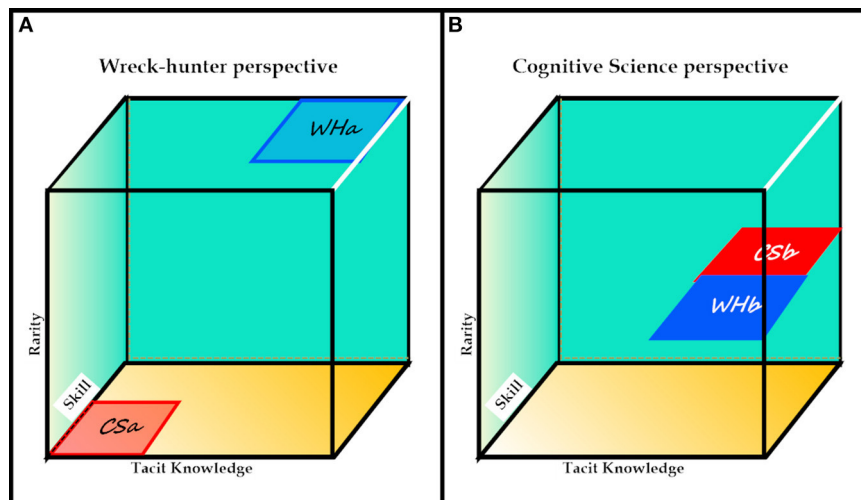 A
Wreck-hunter perspective
WHa
Rarity
Skill
CSa
Tacit Knowledge
B
Cognitive Science perspective
CSb
WHb
Rarity
Skill
Tacit Knowledge